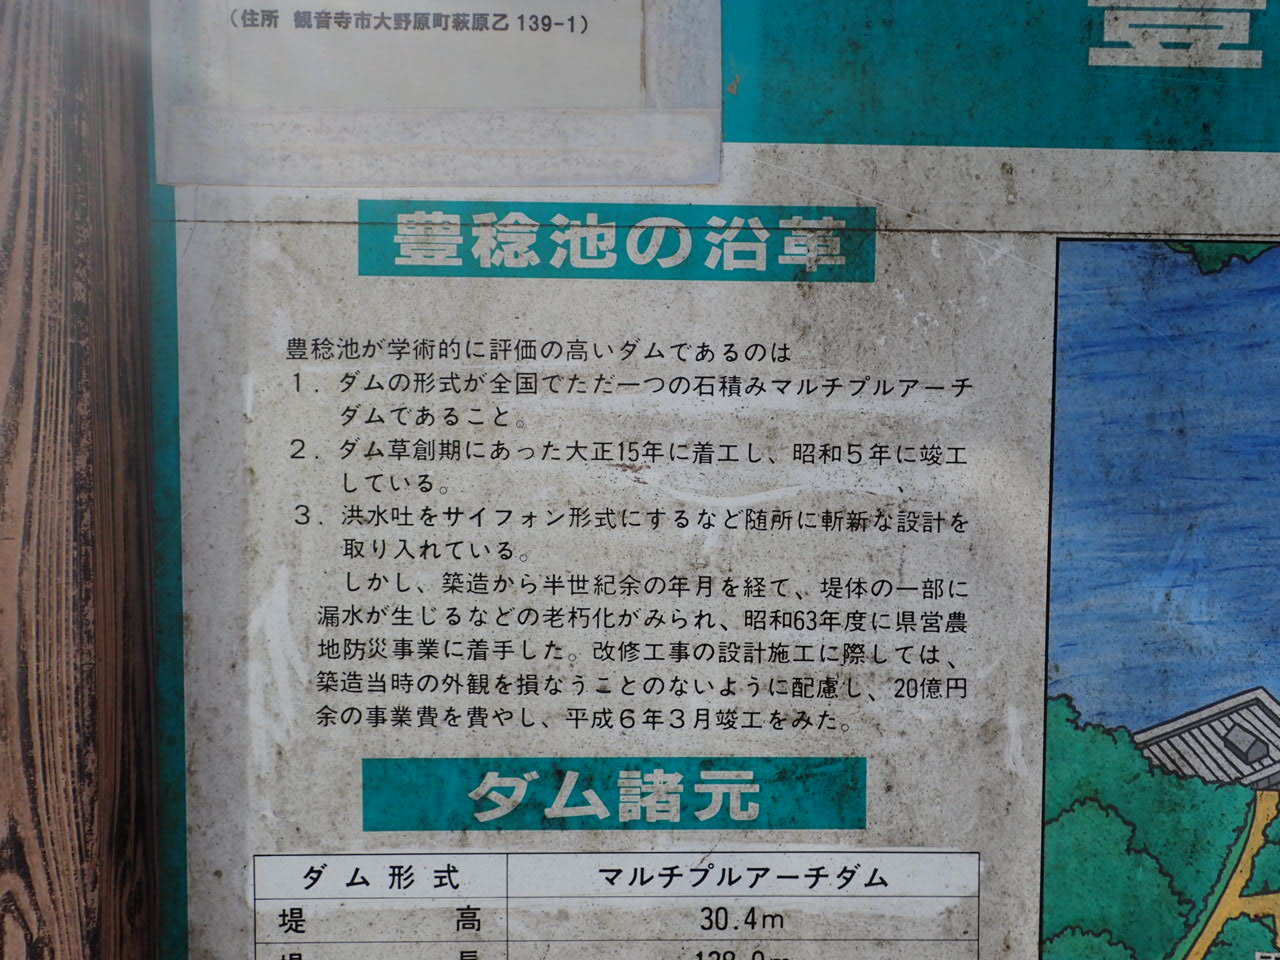 （住所 観音寺市大野原町萩原乙 139-1）
豊
豊稔池の沿革
豊稔池が学術的に評価の高いダムであるのは
１．ダムの形式が全国でただ一つの石積みマルチプルアーチ
ダムであること。
２．ダム草創期にあった大正15年に着工し、昭和５年に竣工
している。
３．洪水吐をサイフォン形式にするなど随所に斬新な設計を
取り入れている。
しかし、築造から半世紀余の年月を経て、堤体の一部に
漏水が生じるなどの老朽化がみられ、昭和63年度に県営農
地防災事業に着手した。改修工事の設計施工に際しては、
築造当時の外観を損なうことのないように配慮し、20億円
余の事業費を費やし、平成６年３月竣工をみた。
ダム諸元
ダム形式 マルチプルアーチダム
堤高 30.4m